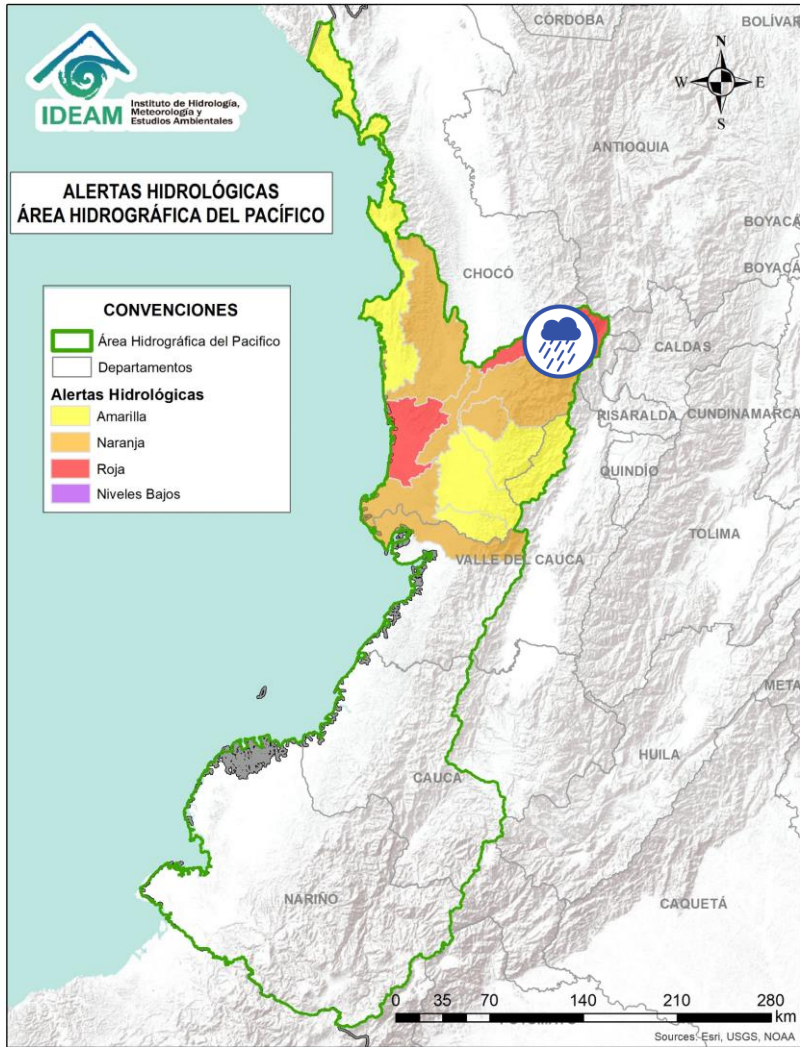 IDEAM
Instituto de Hidrología,
Meteorología y
Estudios Ambientales
ALERTAS HIDROLÓGICAS
ÁREA HIDROGRÁFICA DEL PACÍFICO
CONVENCIONES
Área Hidrográfica del Pacifico
Departamentos
Alertas Hidrológicas
Amarilla
Naranja
Roja
Niveles Bajos
N
W
E
S
CÓRDOBA
BOLÍVAR
ANTIOQUIA
BOYACÁ
BOYACÁ
CHOCÓ
CALDAS
RISARALDA
CUNDINAMARCA
QUINDÍO
TOLIMA
VALLE DEL CAUCA
META
HUILA
CAUCA
NARIÑO
CAQUETÁ
0 35 70 140 210 280
km
Sources: Esri, USGS, NOAA